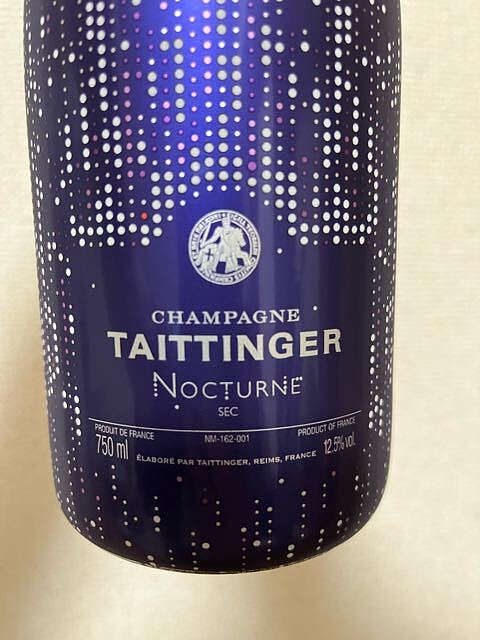 CHAMPAGNE
TAITTINGER
NOCTURNE
SEC
PRODUIT DE FRANCE
750 ml
NM-162-001
PRODUCT OF FRANCE
12.5% vol.
ÉLABORÉ PAR TAITTINGER, REIMS, FRANCE